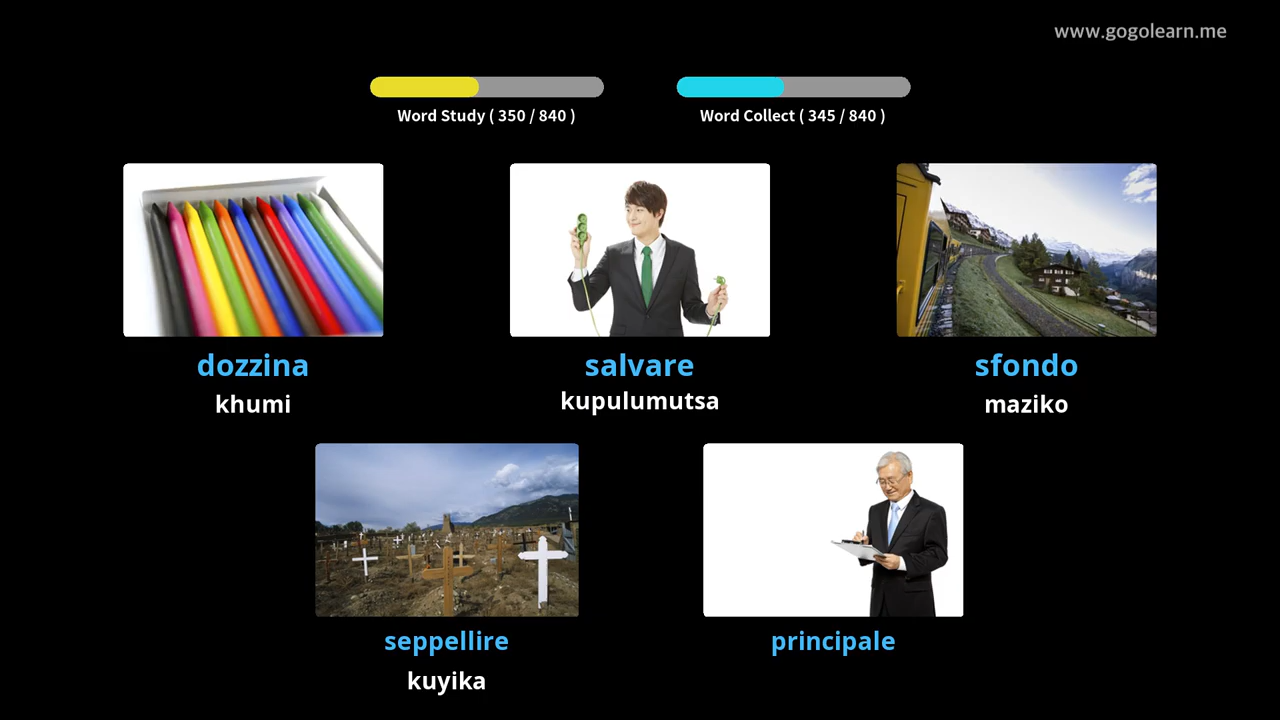 www.gogolearn.me
Word Study ( 350 / 840 )
Word Collect ( 345 / 840 )
dozzina
khumi
salvare
kupulumutsa
sfondo
maziko
seppellire
kuyika
principale